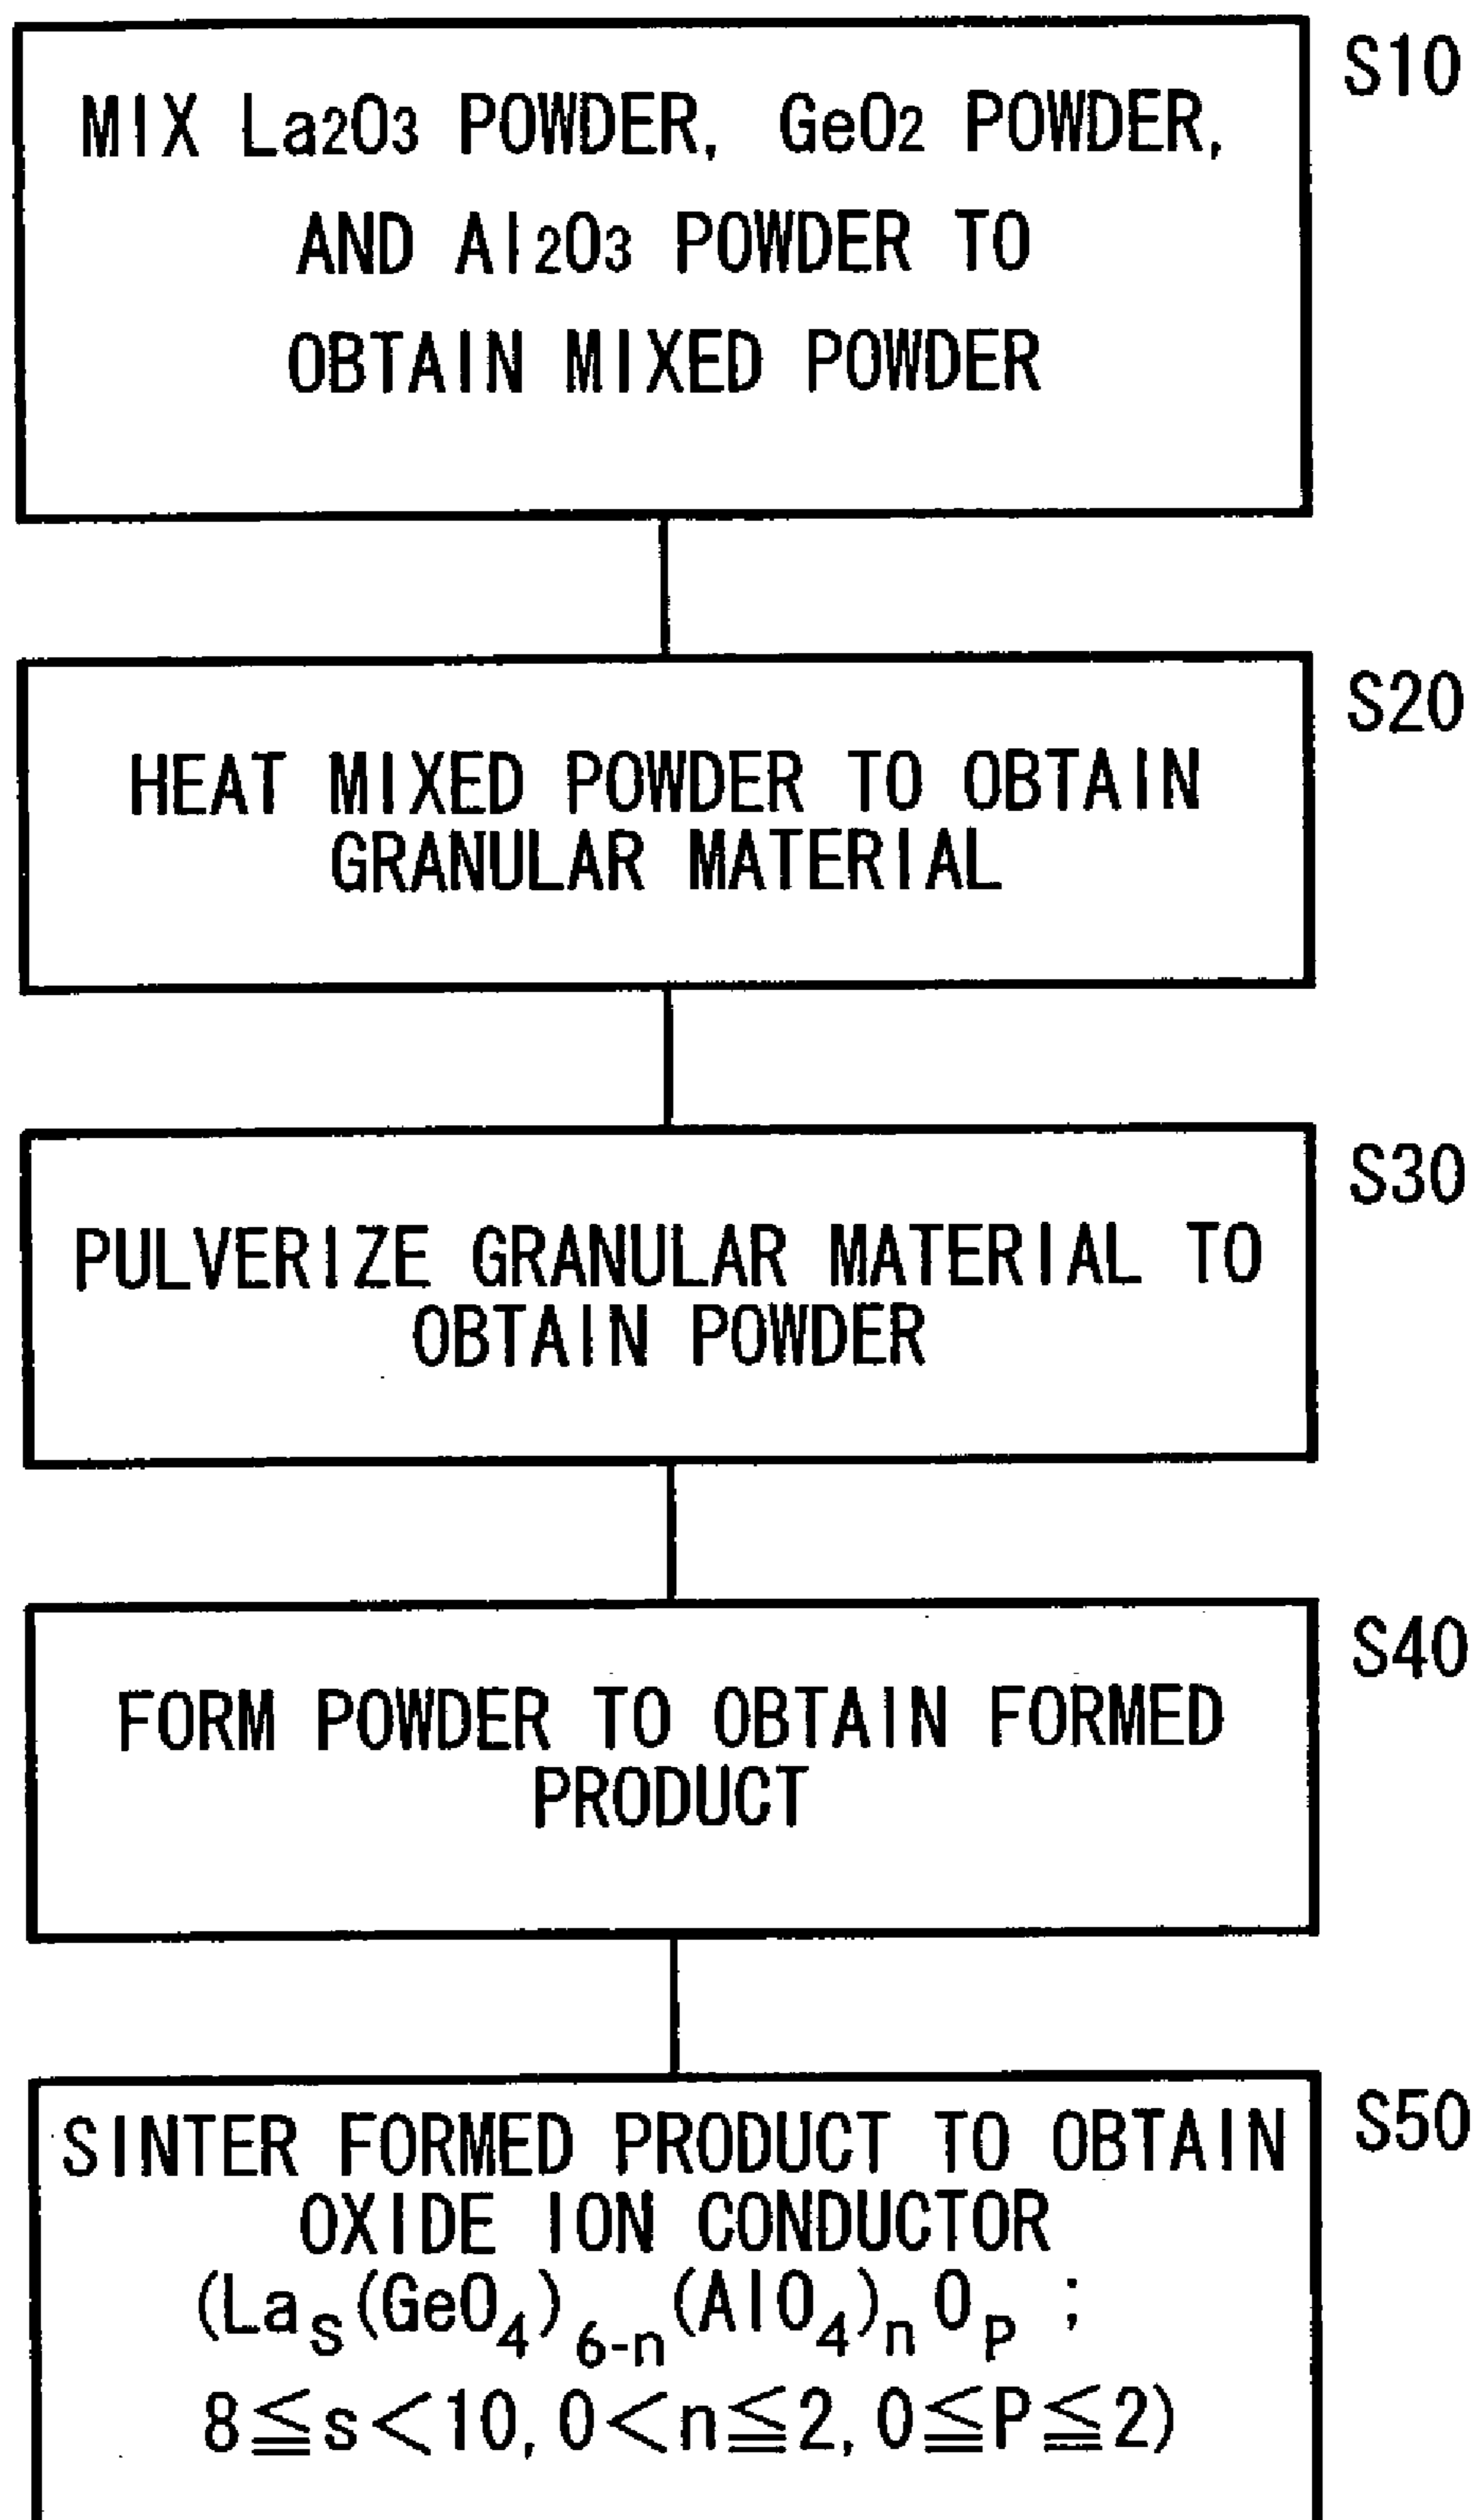 S10
MIX La2O3 POWDER, GeO2 POWDER,
AND Al2O3 POWDER TO
OBTAIN MIXED POWDER
S20
HEAT MIXED POWDER TO OBTAIN
GRANULAR MATERIAL
S30
PULVERIZE GRANULAR MATERIAL TO
OBTAIN POWDER
S40
FORM POWDER TO OBTAIN FORMED
PRODUCT
S50
SINTER FORMED PRODUCT TO OBTAIN
OXIDE ION CONDUCTOR
(Las(GeO4)6-n(AlO4)nOp ;
8≦s<10, 0<n≦2, 0≦P≦2)